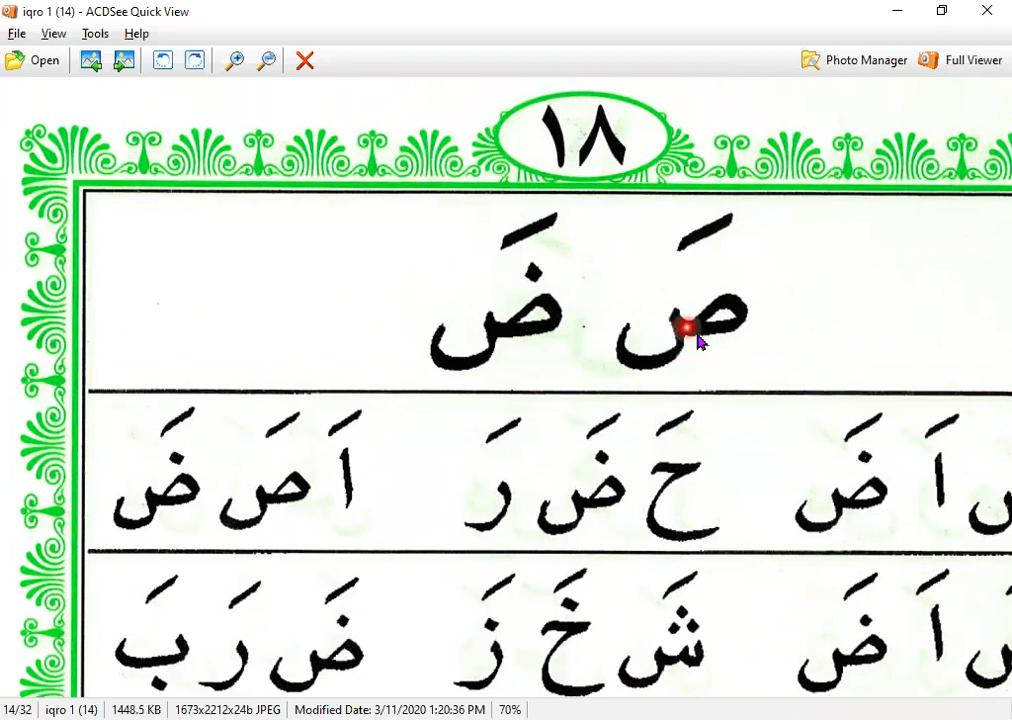 iqro 1 (14) - ACDSee Quick View
File View Tools Help
Open Photo Manager Full Viewer
١٨
صَ ضَ
اَ ضَ حَ ضَ رَ اَ صَ ضَ
اَ ضَ شَ خَ زَ ضَ رَ بَ
14/32 iqro 1 (14) 1448.5 KB 1673x2212x24b JPEG Modified Date: 3/11/2020 1:20:36 PM 70%